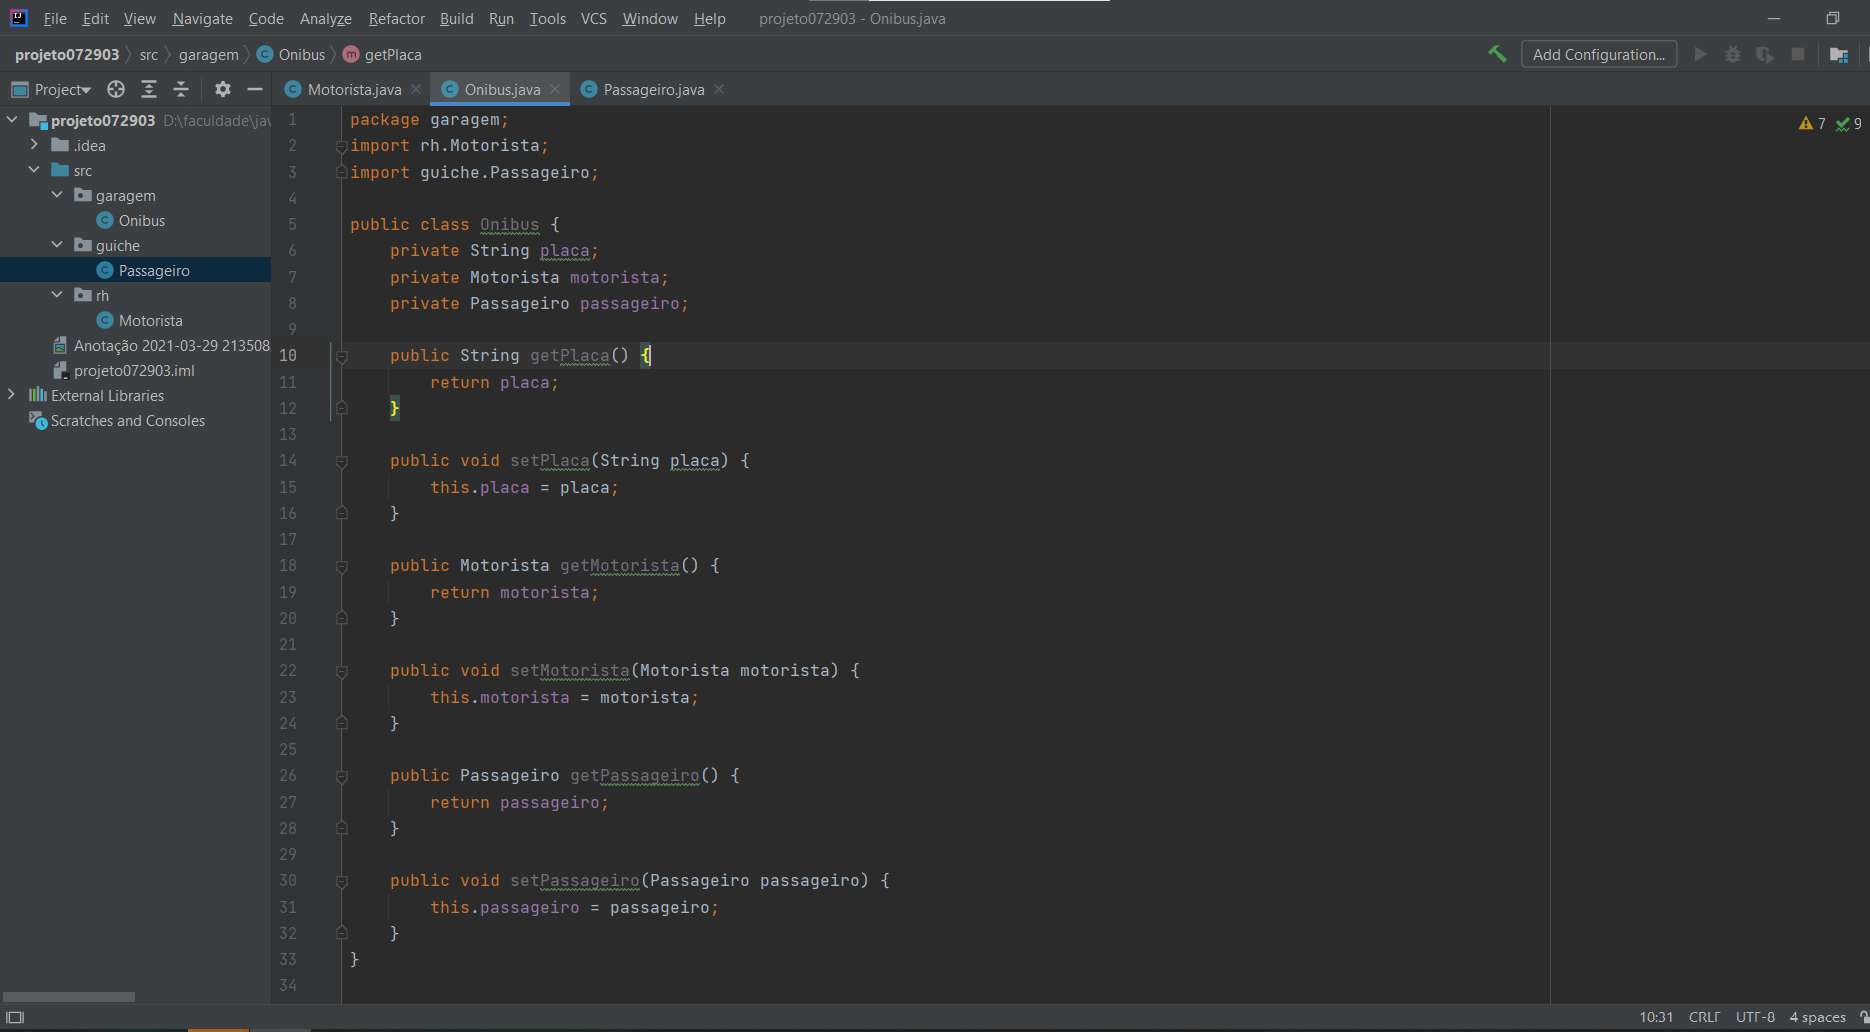 File Edit View Navigate Code Analyze Refactor Build Run Tools VCS Window Help projeto072903 - Onibus.java
projeto072903 src garagem Onibus getPlaca Add Configuration...
Project Motorista.java Onibus.java Passageiro.java
projeto072903 D:\faculdade\jav
.idea
src
garagem
Onibus
guiche
Passageiro
rh
Motorista
Anotação 2021-03-29 213508
projeto072903.iml
External Libraries
Scratches and Consoles
7 9
1 package garagem;
2 import rh.Motorista;
3 import guiche.Passageiro;
4
5 public class Onibus {
6 private String placa;
7 private Motorista motorista;
8 private Passageiro passageiro;
9
10 public String getPlaca() {
11 return placa;
12 }
13
14 public void setPlaca(String placa) {
15 this.placa = placa;
16 }
17
18 public Motorista getMotorista() {
19 return motorista;
20 }
21
22 public void setMotorista(Motorista motorista) {
23 this.motorista = motorista;
24 }
25
26 public Passageiro getPassageiro() {
27 return passageiro;
28 }
29
30 public void setPassageiro(Passageiro passageiro) {
31 this.passageiro = passageiro;
32 }
33 }
34
10:31 CRLF UTF-8 4 spaces